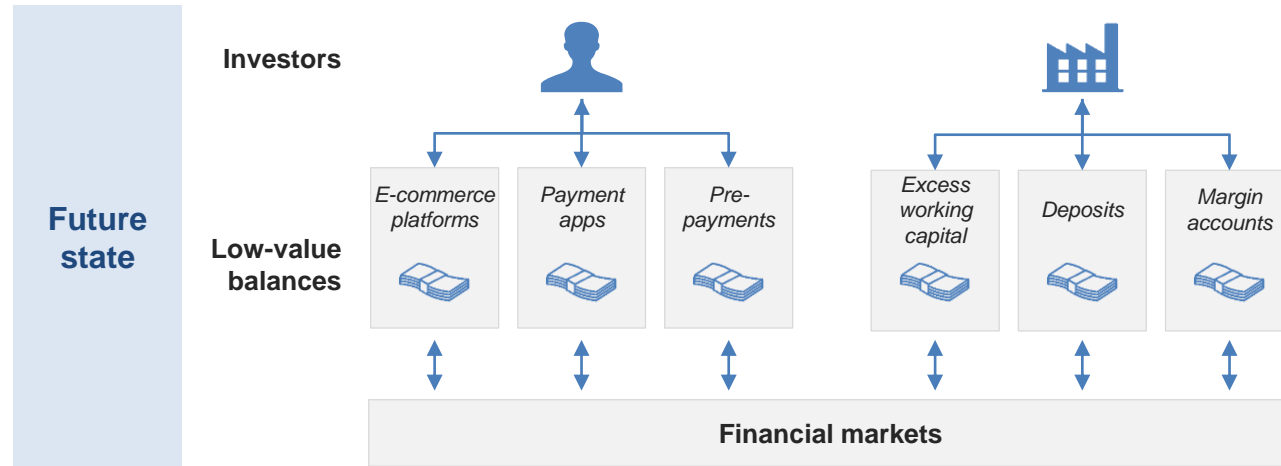 Investors
Future
state
Low-value
balances
E-commerce
platforms
Payment
apps
Pre-
payments
Excess
working
capital
Deposits
Margin
accounts
Financial markets